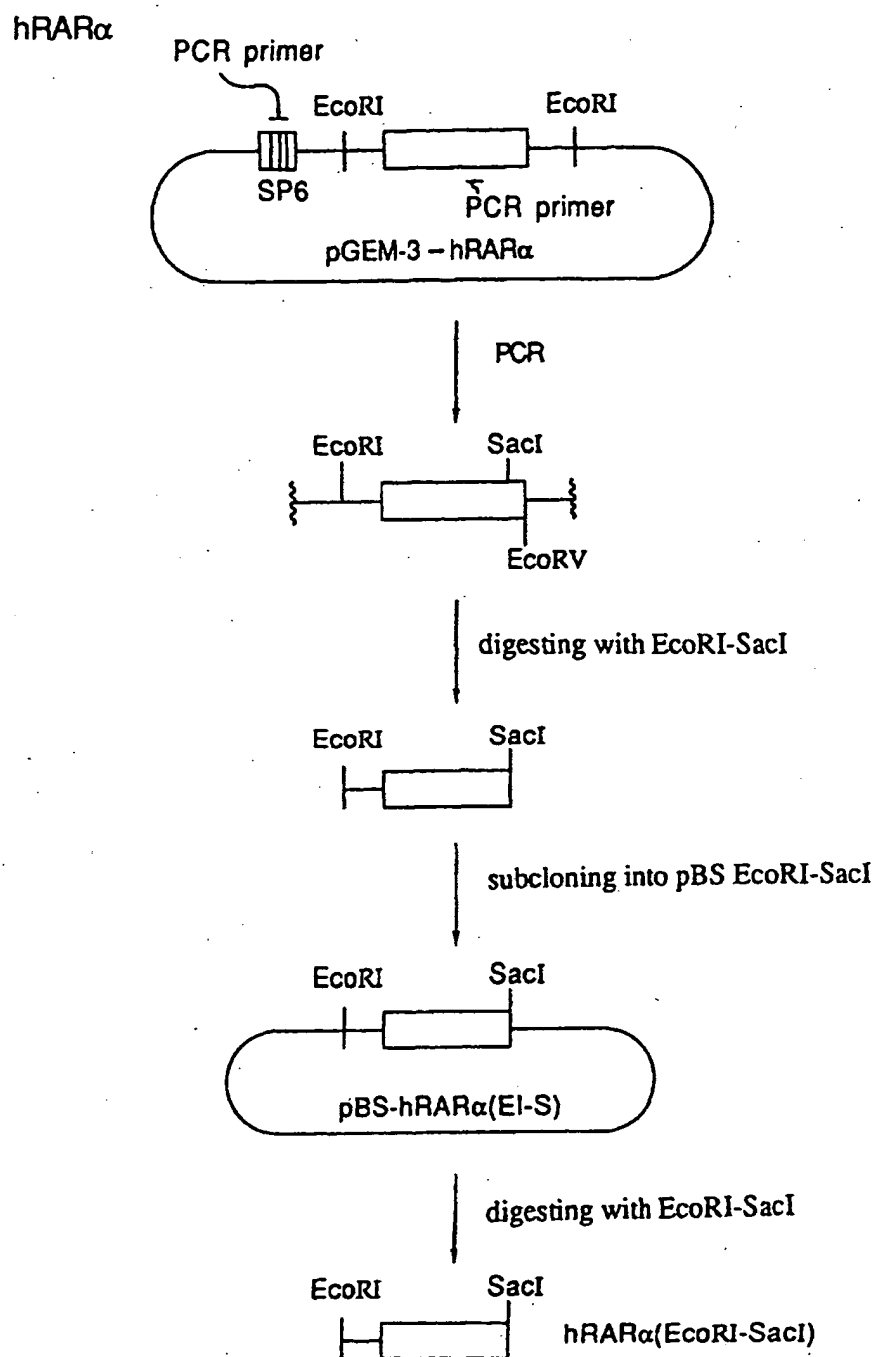 hRARα
PCR primer
EcoRI
EcoRI
SP6
PCR primer
pGEM-3 – hRARα
PCR
EcoRI
SacI
EcoRV
digesting with EcoRI-SacI
EcoRI
SacI
subcloning into pBS EcoRI-SacI
EcoRI
SacI
pBS-hRARα(EI-S)
digesting with EcoRI-SacI
EcoRI
SacI
hRARα(EcoRI-SacI)